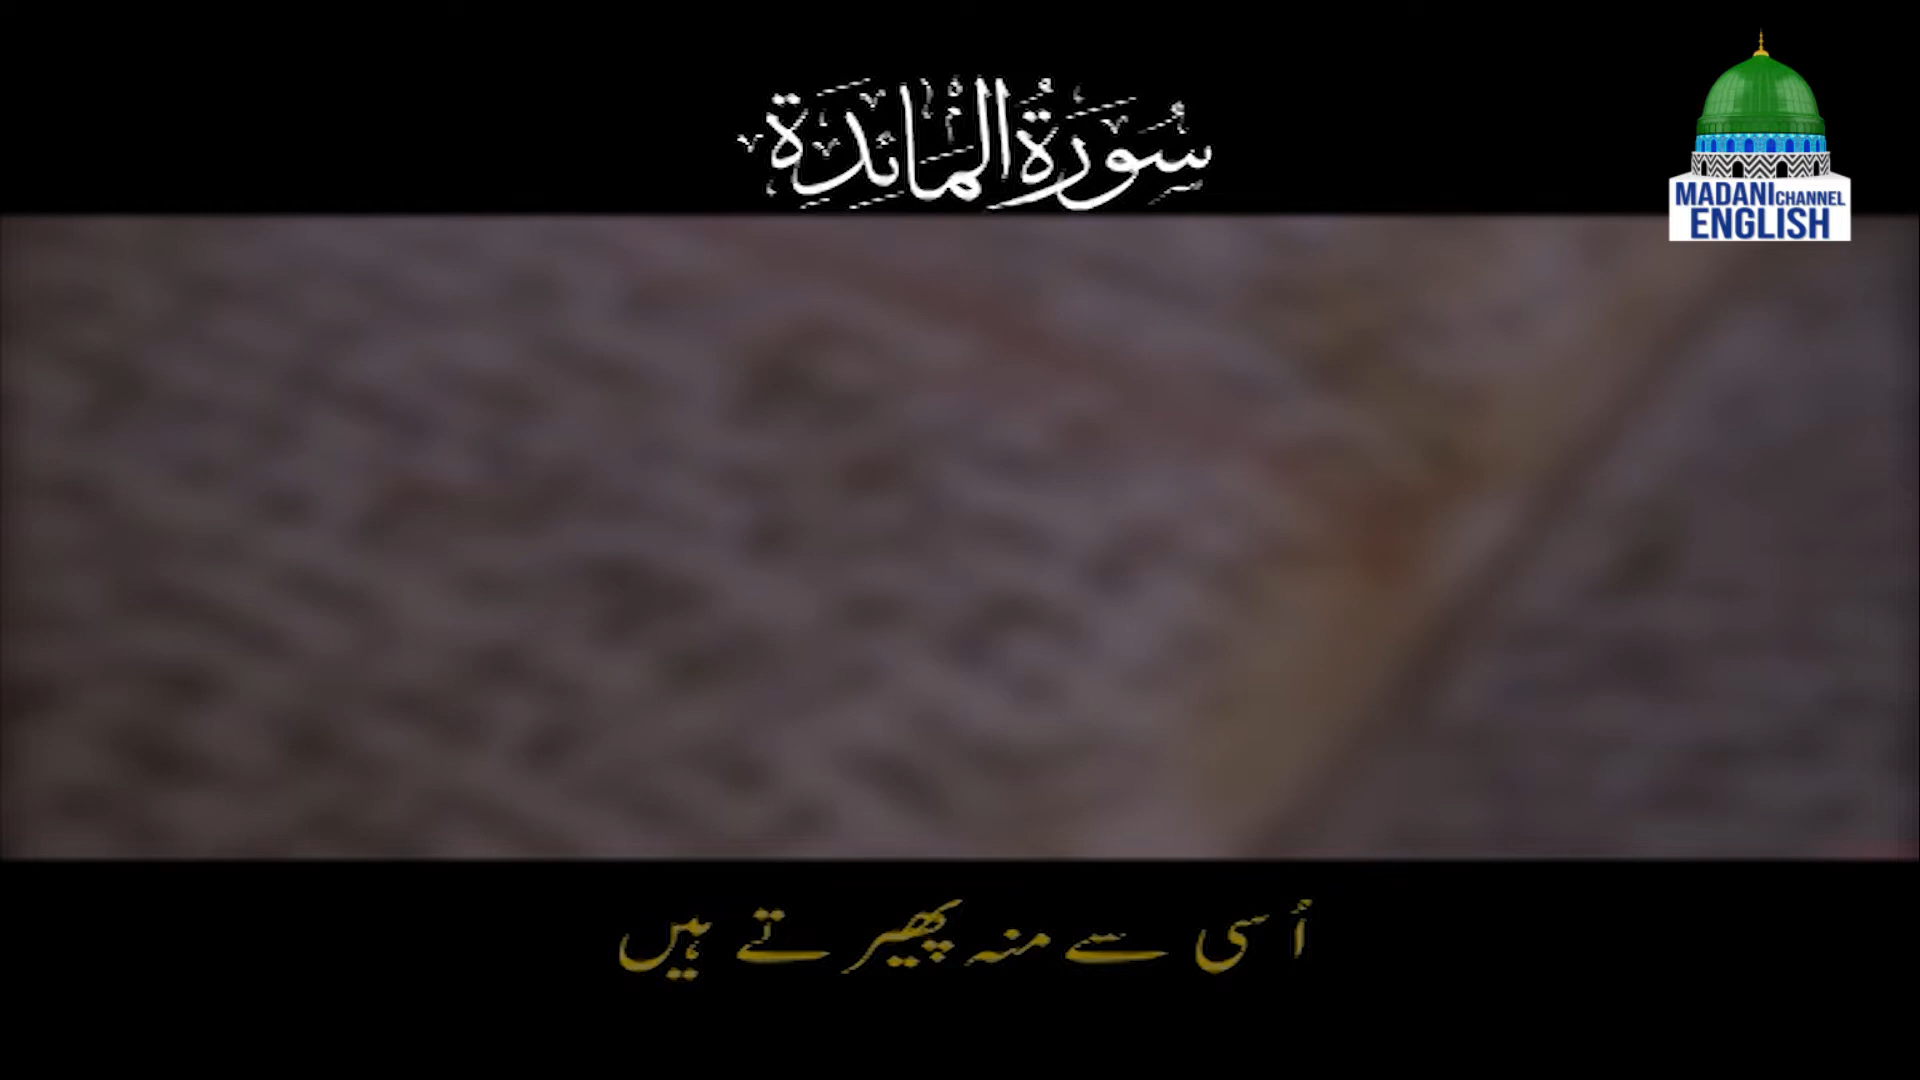 سُوْرَةُ الْمَائِدَة
MADANI CHANNEL
ENGLISH
اُسی سے منہ پھیرتے ہیں